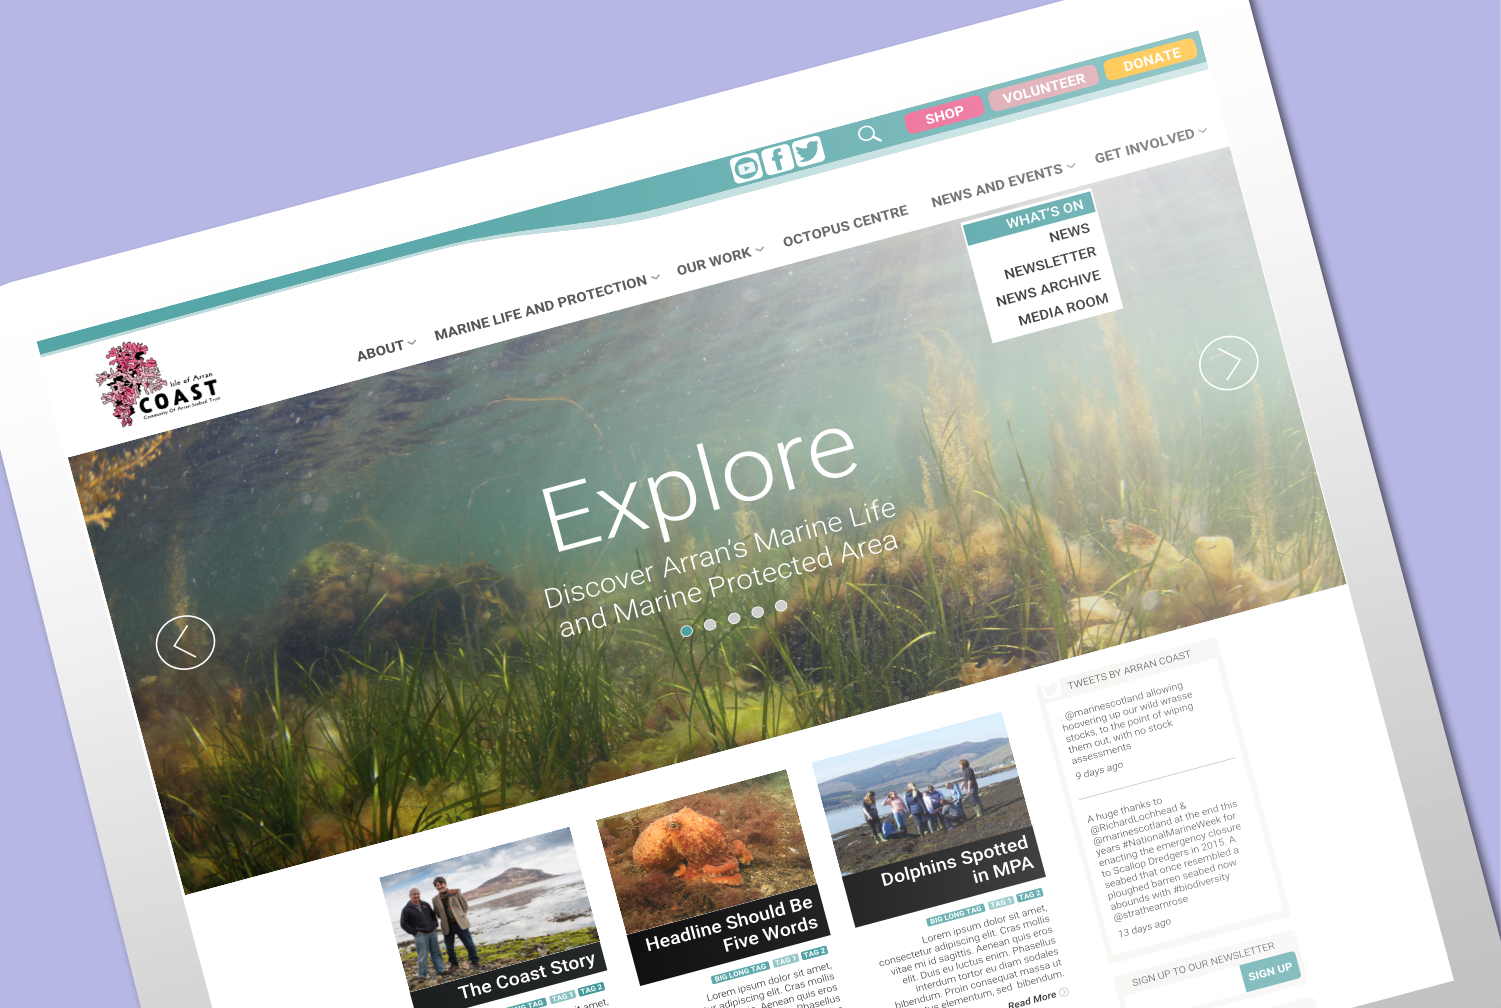 SHOP
VOLUNTEER
DONATE
Isle of Arran
COAST
Community Of Arran Seabed Trust
ABOUT
MARINE LIFE AND PROTECTION
OUR WORK
OCTOPUS CENTRE
NEWS AND EVENTS
GET INVOLVED
WHAT'S ON
NEWS
NEWSLETTER
NEWS ARCHIVE
MEDIA ROOM
Explore
Discover Arran's Marine Life
and Marine Protected Area
The Coast Story
TAG 1
TAG 2
sit amet,
Headline Should Be
Five Words
BIG LONG TAG
TAG 1
TAG 2
Lorem ipsum dolor sit amet,
adipiscing elit. Cras mollis
Aenean quis eros
Phasellus
Dolphins Spotted
in MPA
BIG LONG TAG
TAG 1
TAG 2
Lorem ipsum dolor sit amet,
consectetur adipiscing elit. Cras mollis
vitae mi id sagittis. Aenean quis eros
elit. Duis eu luctus enim. Phasellus
interdum tortor eu diam sodales
bibendum. Proin consequat massa ut
elementum, sed bibendum.
Read More
TWEETS BY ARRAN COAST
. @marinescotland allowing
hoovering up our wild wrasse
stocks, to the point of wiping
them out, with no stock
assessments
9 days ago
A huge thanks to
@RichardLochhead &
@marinescotland at the end this
years #NationalMarineWeek for
enacting the emergency closure
to Scallop Dredgers in 2015. A
seabed that once resembled a
ploughed barren seabed now
abounds with #biodiversity
@strathearnrose
13 days ago
SIGN UP TO OUR NEWSLETTER
SIGN UP